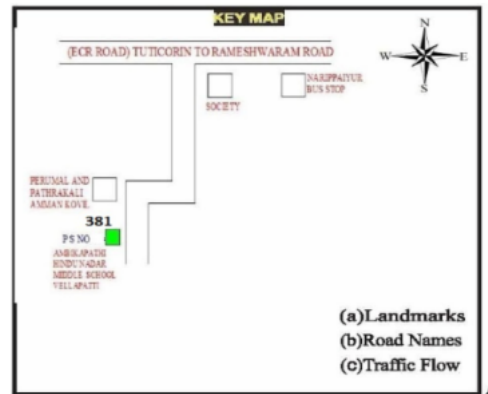 KEY MAP
(ECR ROAD) TUTICORIN TO RAMESHWARAM ROAD
N
W
E
S
SOCIETY
NARIPPAIYUR
BUS STOP
PERUMAL AND
PATHRAKALI
AMMAN KOVIL
381
PS NO
AMBIKAPATHI
HINDU NADAR
MIDDLE SCHOOL
VELLAPATTI
(a)Landmarks
(b)Road Names
(c)Traffic Flow